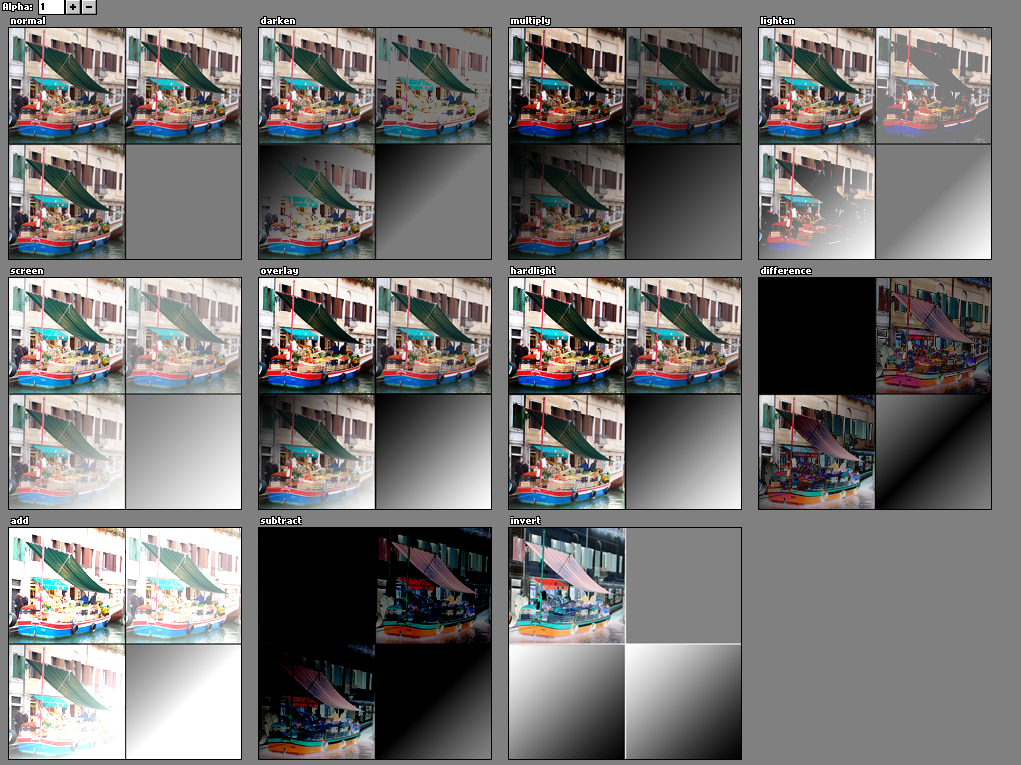 Alpha: 1 + −
normal darken multiply lighten
screen overlay hardlight difference
add subtract invert